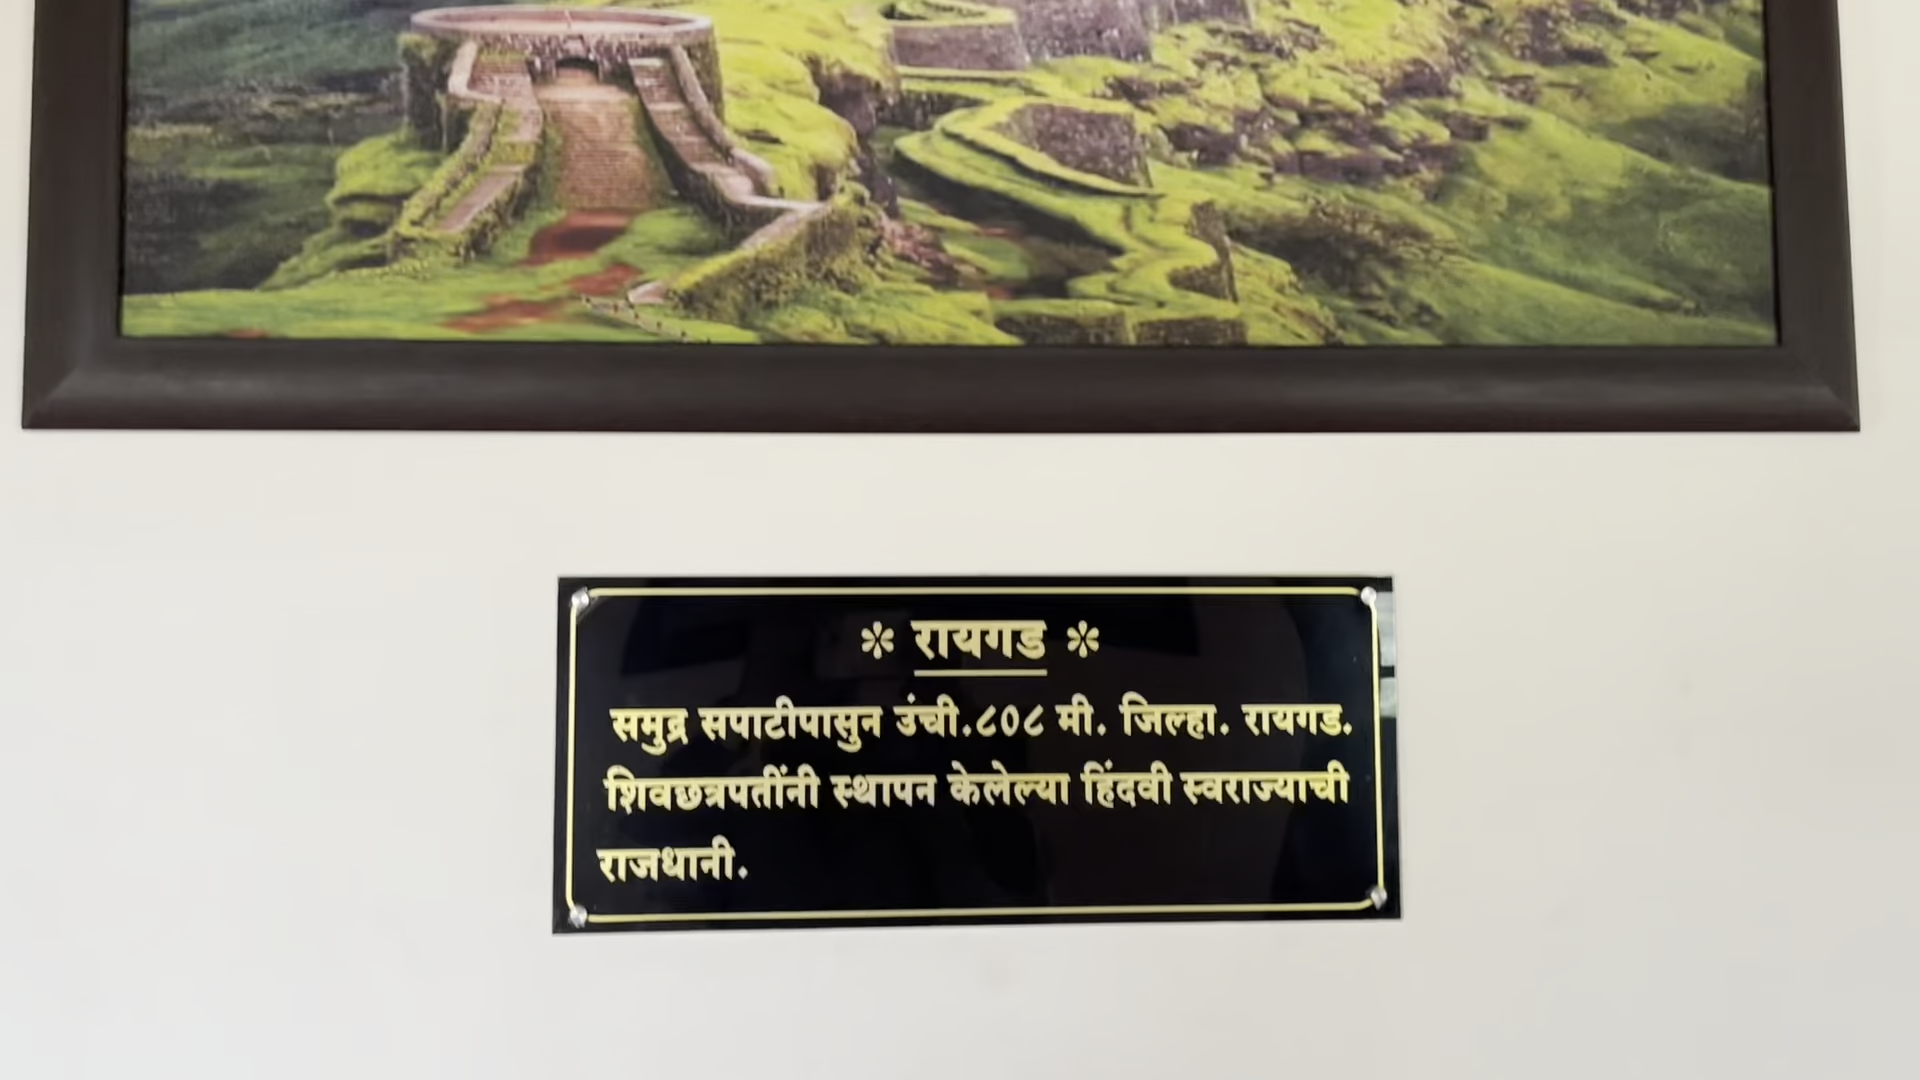 * रायगड *
समुद्र सपाटीपासुन उंची.८०८ मी. जिल्हा. रायगड.
शिवछत्रपतींनी स्थापन केलेल्या हिंदवी स्वराज्याची
राजधानी.